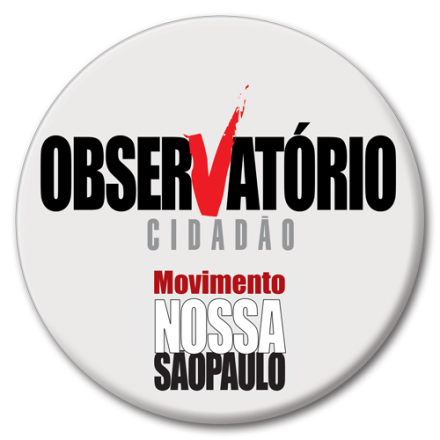 OBSERVATÓRIO
CIDADÃO
Movimento
NOSSA
SAOPAULO